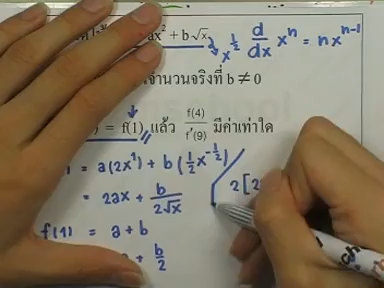 ax² + b√x
x^½ d/dx xⁿ = nxⁿ⁻¹
จำนวนจริงที่ b ≠ 0
= f(1) แล้ว f(4)/f′(9) มีค่าเท่าใด
= a(2x¹) + b(½x^-½)
= 2ax + b/2√x
2[2
f(1) = a + b
+ b/2